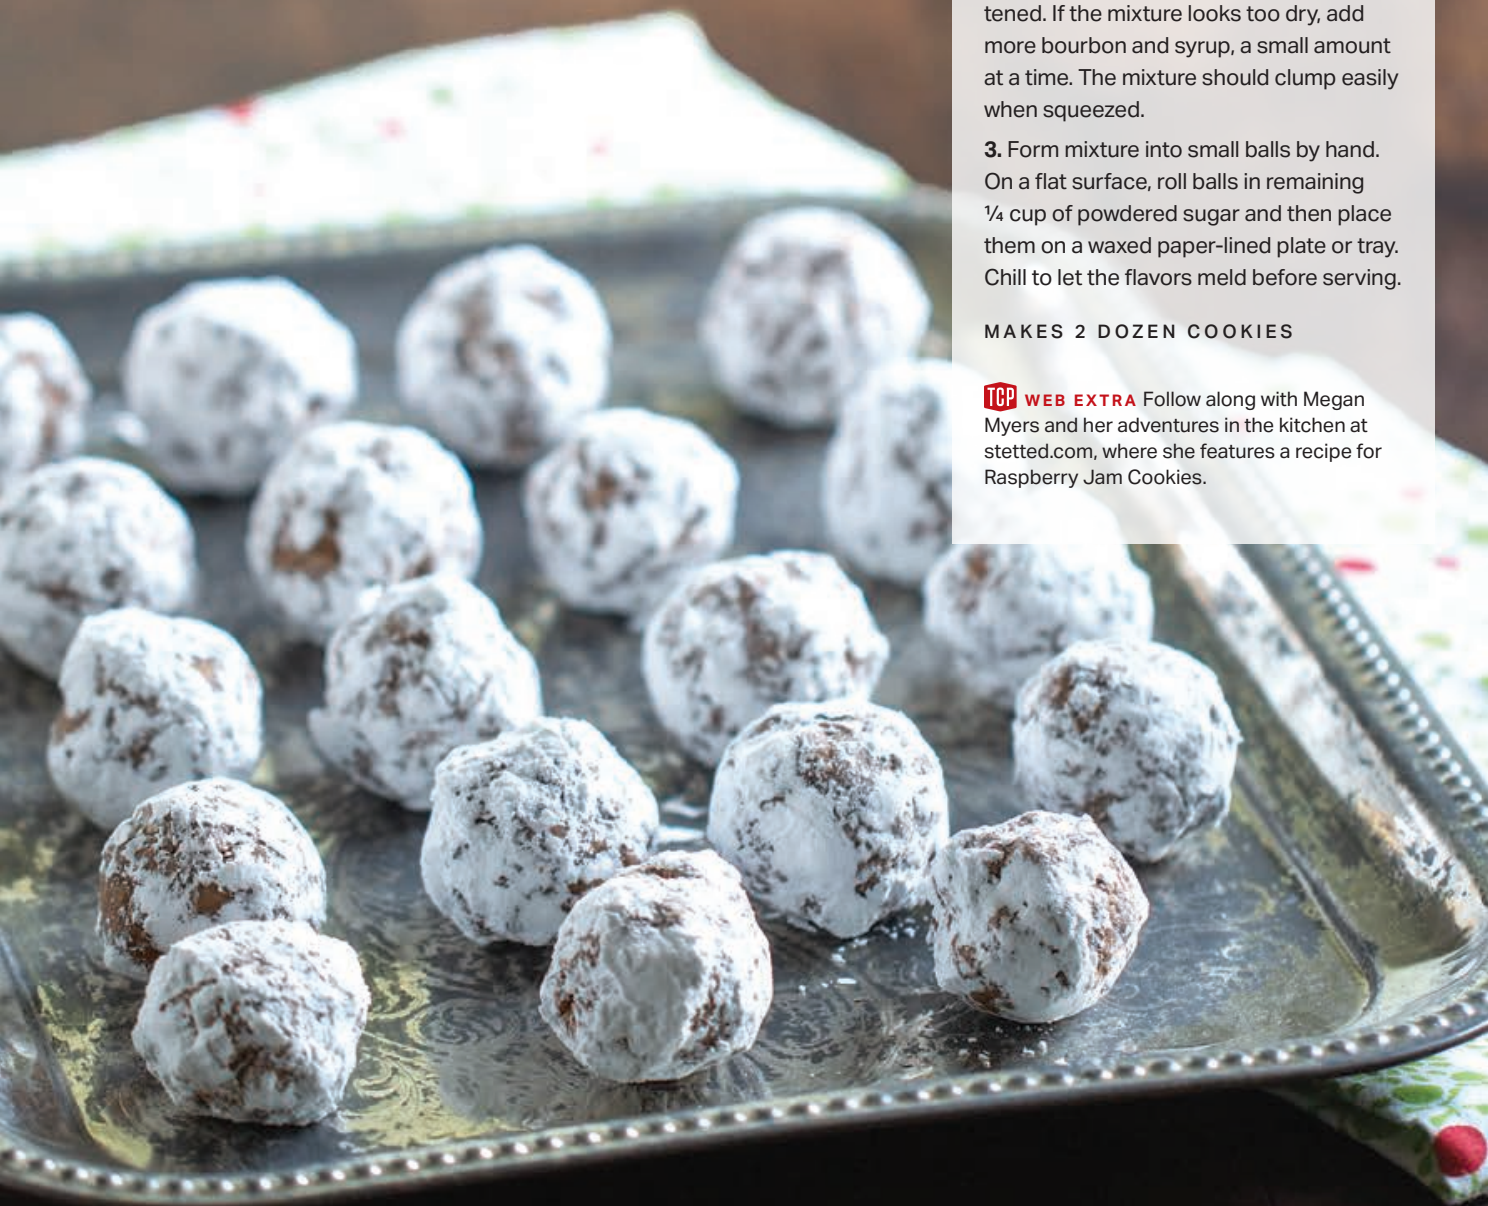 tened. If the mixture looks too dry, add
more bourbon and syrup, a small amount
at a time. The mixture should clump easily
when squeezed.
3. Form mixture into small balls by hand.
On a flat surface, roll balls in remaining
¼ cup of powdered sugar and then place
them on a waxed paper-lined plate or tray.
Chill to let the flavors meld before serving.
MAKES 2 DOZEN COOKIES
TCP WEB EXTRA Follow along with Megan
Myers and her adventures in the kitchen at
stetted.com, where she features a recipe for
Raspberry Jam Cookies.